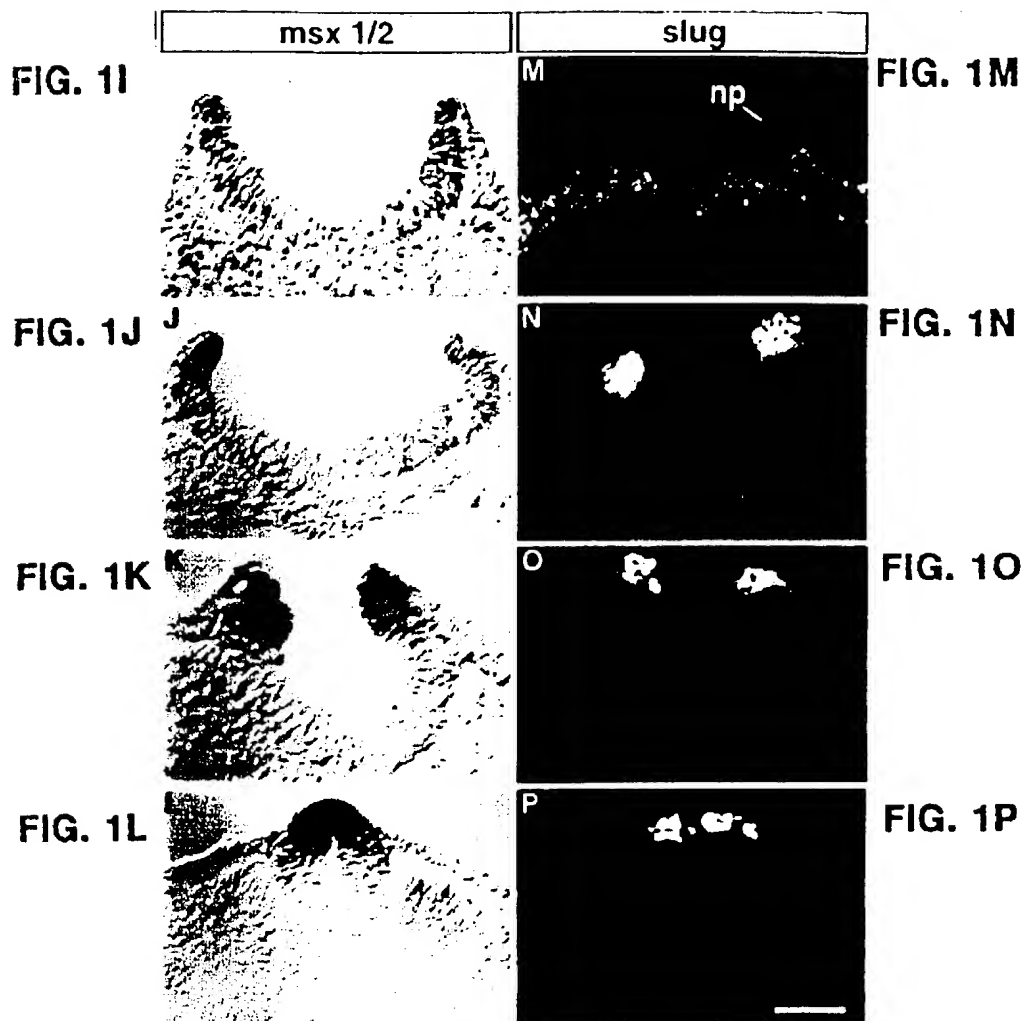 msx 1/2 slug
FIG. 1I M np FIG. 1M
FIG. 1J J N FIG. 1N
FIG. 1K K O FIG. 1O
FIG. 1L P FIG. 1P